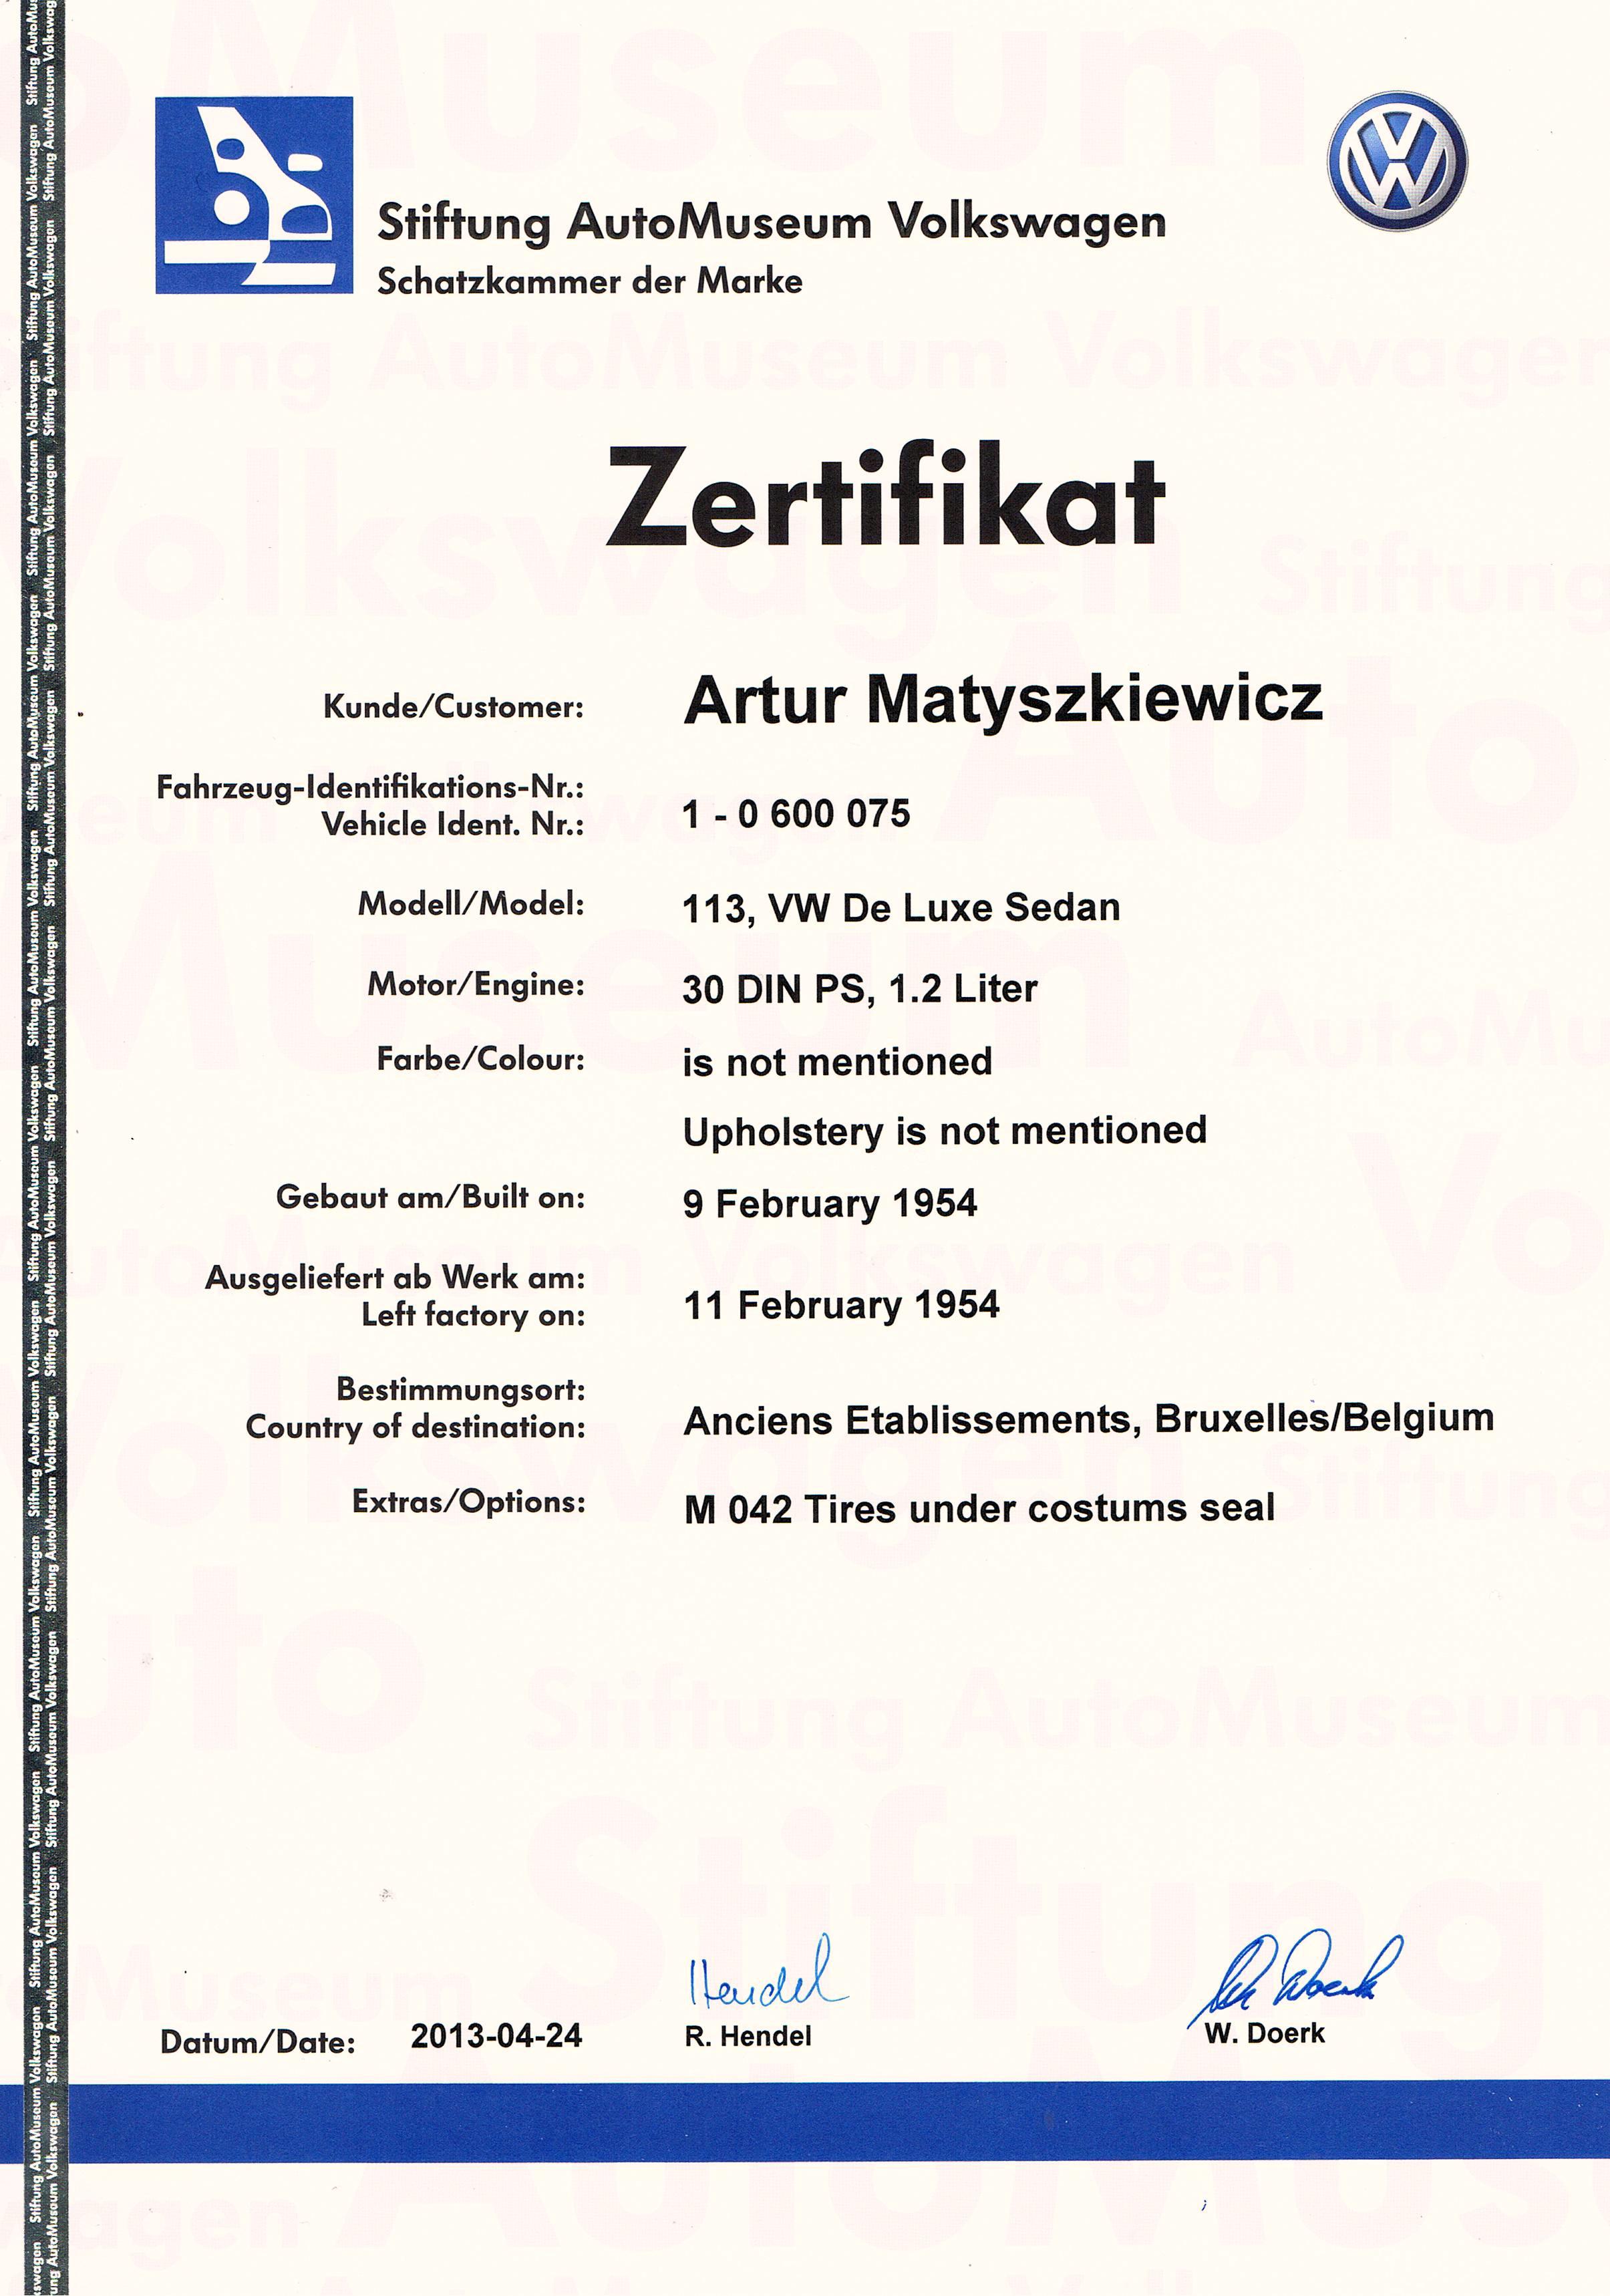 Stiftung AutoMuseum Volkswagen
Schatzkammer der Marke
Zertifikat
Kunde/Customer: Artur Matyszkiewicz
Fahrzeug-Identifikations-Nr.:
Vehicle Ident. Nr.: 1 - 0 600 075
Modell/Model: 113, VW De Luxe Sedan
Motor/Engine: 30 DIN PS, 1.2 Liter
Farbe/Colour: is not mentioned
Upholstery is not mentioned
Gebaut am/Built on: 9 February 1954
Ausgeliefert ab Werk am:
Left factory on: 11 February 1954
Bestimmungsort:
Country of destination: Anciens Etablissements, Bruxelles/Belgium
Extras/Options: M 042 Tires under costums seal
Hendel
Datum/Date: 2013-04-24 R. Hendel W. Doerk